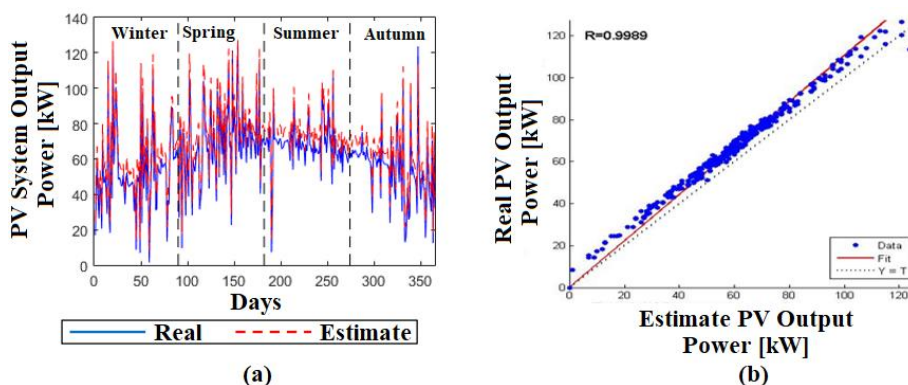 140
120
100
80
60
40
20
0
Winter Spring Summer Autumn
PV System Output
Power [kW]
0 50 100 150 200 250 300 350
Days
Real Estimate
(a)
R=0.9989
120
100
80
60
40
20
0
Real PV Output
Power [kW]
Data
Fit
Y = T
0 20 40 60 80 100 120
Estimate PV Output
Power [kW]
(b)